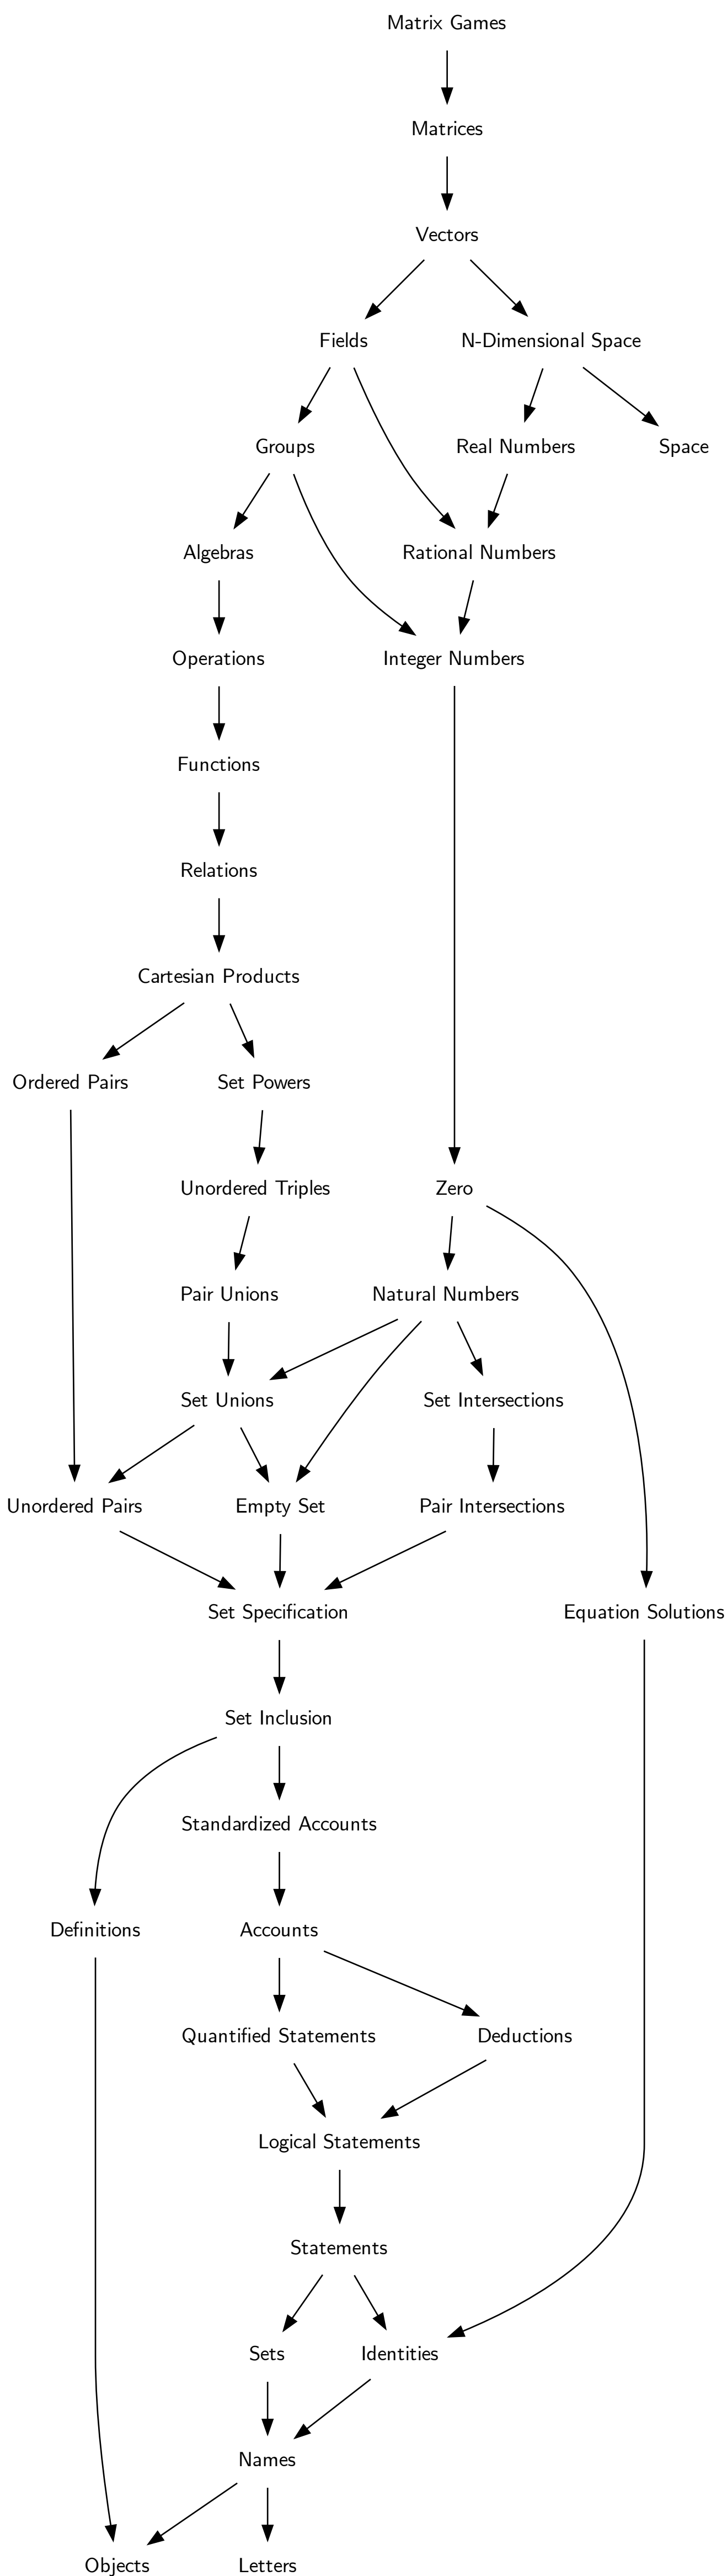 Matrix Games
Matrices
Vectors
Fields
N-Dimensional Space
Groups
Real Numbers
Space
Algebras
Rational Numbers
Operations
Integer Numbers
Functions
Relations
Cartesian Products
Ordered Pairs
Set Powers
Unordered Triples
Zero
Pair Unions
Natural Numbers
Set Unions
Set Intersections
Unordered Pairs
Empty Set
Pair Intersections
Set Specification
Equation Solutions
Set Inclusion
Standardized Accounts
Definitions
Accounts
Quantified Statements
Deductions
Logical Statements
Statements
Sets
Identities
Names
Objects
Letters